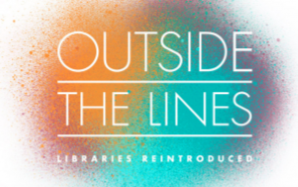 OUTSIDE
THE LINES
LIBRARIES REINTRODUCED